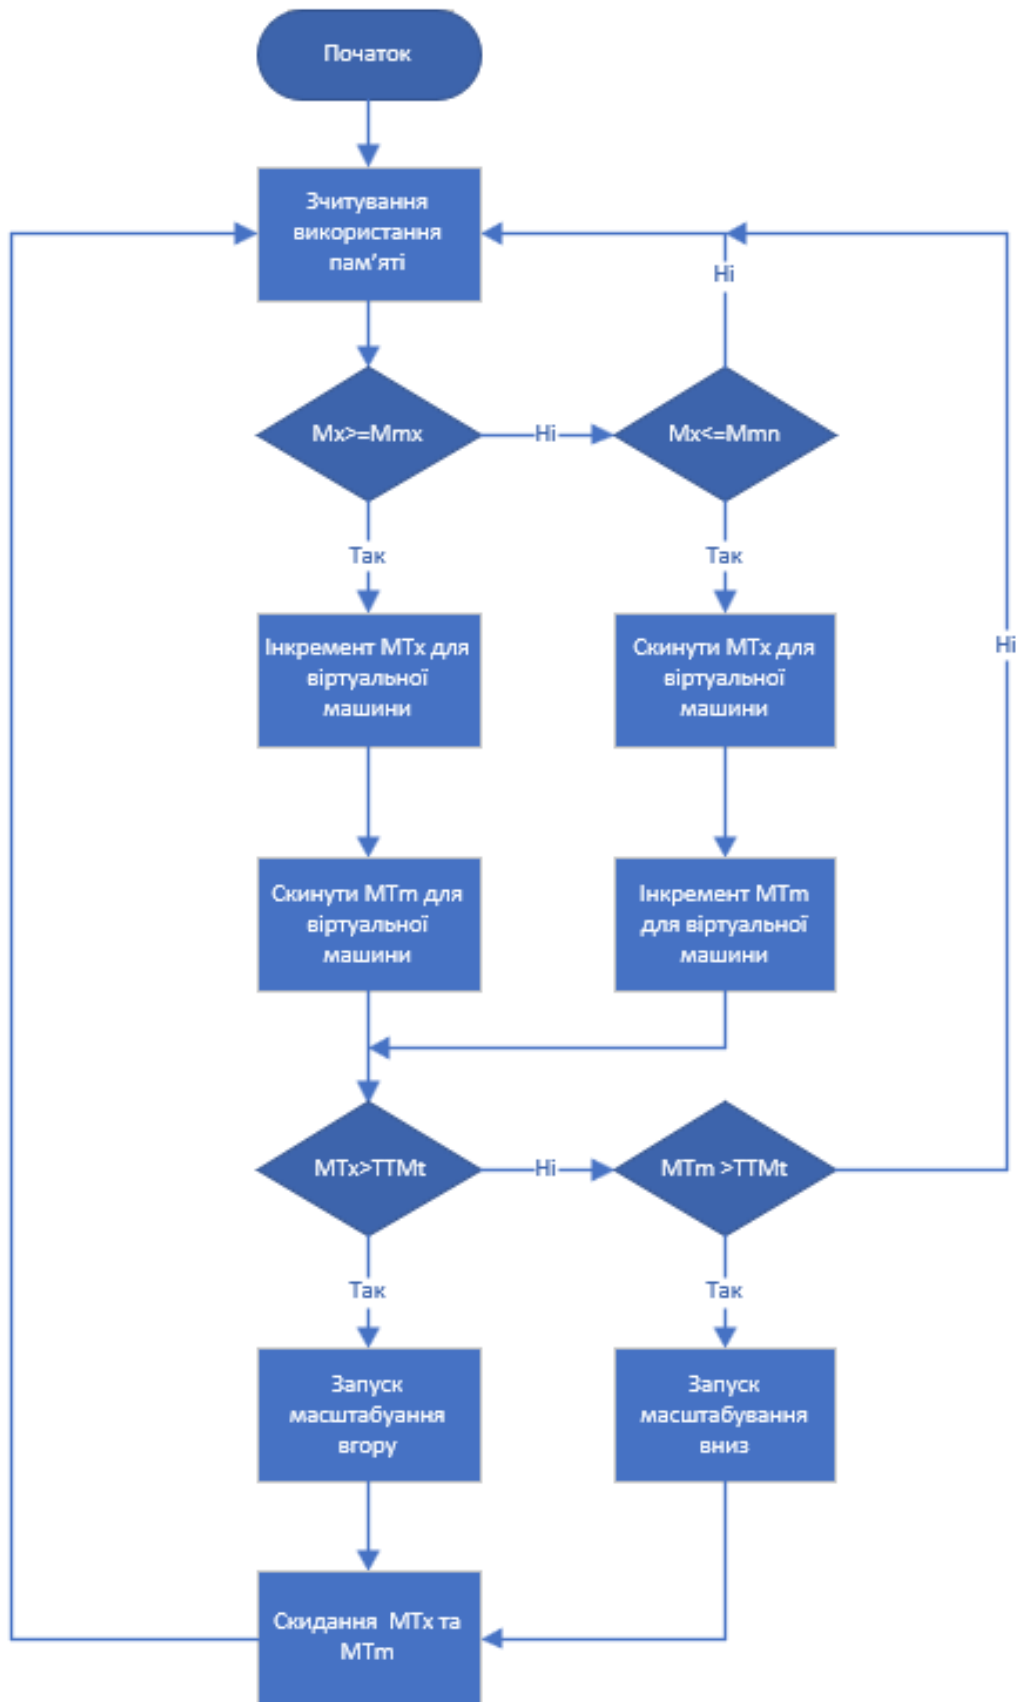 Початок
Зчитування
використання
пам’яті
Ні
Mx>=Mmx
Ні
Mx<=Mmn
Так
Так
Інкремент MTx для
віртуальної
машини
Скинути MTx для
віртуальної
машини
Ні
Скинути MTm для
віртуальної
машини
Інкремент MTm
для віртуальної
машини
MTx>TTMt
Ні
MTm >TTMt
Так
Так
Запуск
масштабуання
вгору
Запуск
масштабування
вниз
Скидання MTx та
MTm